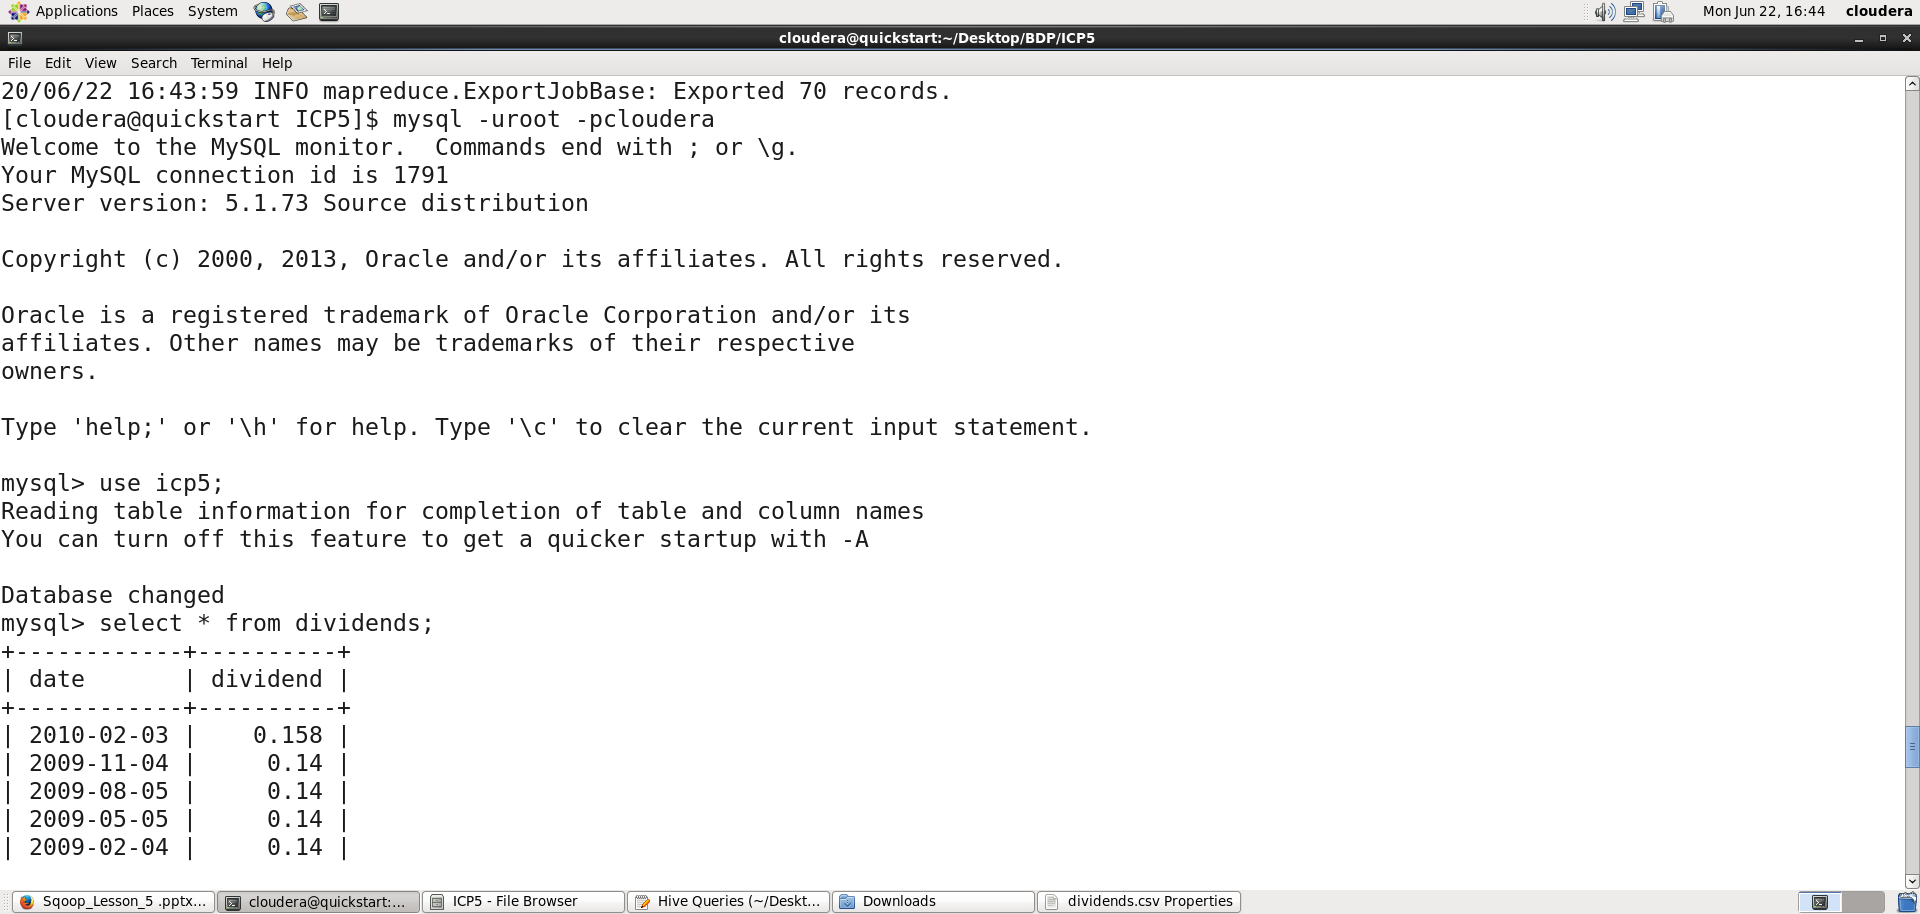 Applications Places System Mon Jun 22, 16:44 cloudera
cloudera@quickstart:~/Desktop/BDP/ICP5
File Edit View Search Terminal Help
20/06/22 16:43:59 INFO mapreduce.ExportJobBase: Exported 70 records.
[cloudera@quickstart ICP5]$ mysql -uroot -pcloudera
Welcome to the MySQL monitor.  Commands end with ; or \g.
Your MySQL connection id is 1791
Server version: 5.1.73 Source distribution
Copyright (c) 2000, 2013, Oracle and/or its affiliates. All rights reserved.
Oracle is a registered trademark of Oracle Corporation and/or its
affiliates. Other names may be trademarks of their respective
owners.
Type 'help;' or '\h' for help. Type '\c' to clear the current input statement.
mysql> use icp5;
Reading table information for completion of table and column names
You can turn off this feature to get a quicker startup with -A
Database changed
mysql> select * from dividends;
+------------+----------+
| date       | dividend |
+------------+----------+
| 2010-02-03 |    0.158 |
| 2009-11-04 |     0.14 |
| 2009-08-05 |     0.14 |
| 2009-05-05 |     0.14 |
| 2009-02-04 |     0.14 |
Sqoop_Lesson_5 .pptx... cloudera@quickstart:... ICP5 - File Browser Hive Queries (~/Deskt... Downloads dividends.csv Properties